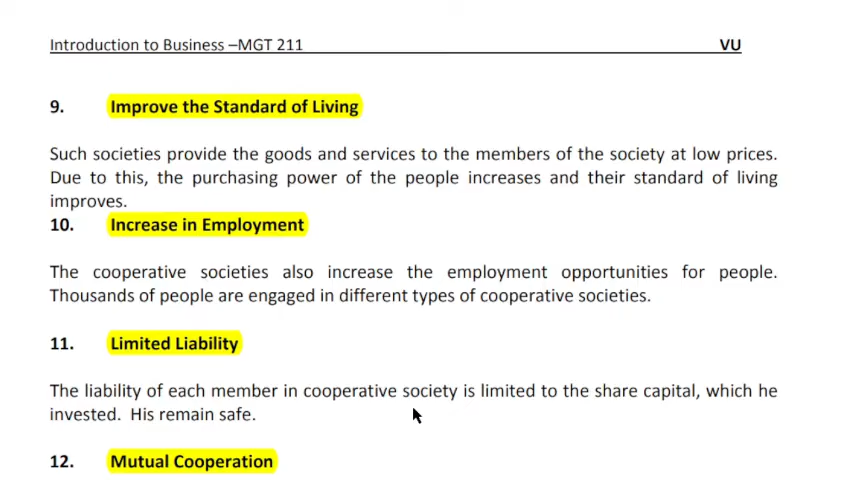 Introduction to Business –MGT 211 VU
9. Improve the Standard of Living
Such societies provide the goods and services to the members of the society at low prices.
Due to this, the purchasing power of the people increases and their standard of living
improves.
10. Increase in Employment
The cooperative societies also increase the employment opportunities for people.
Thousands of people are engaged in different types of cooperative societies.
11. Limited Liability
The liability of each member in cooperative society is limited to the share capital, which he
invested. His remain safe.
12. Mutual Cooperation